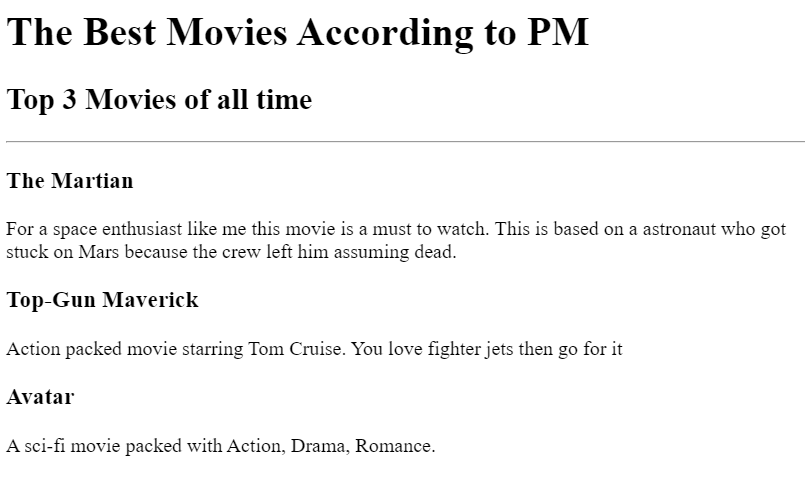 The Best Movies According to PM
Top 3 Movies of all time
The Martian
For a space enthusiast like me this movie is a must to watch. This is based on a astronaut who got
stuck on Mars because the crew left him assuming dead.
Top-Gun Maverick
Action packed movie starring Tom Cruise. You love fighter jets then go for it
Avatar
A sci-fi movie packed with Action, Drama, Romance.